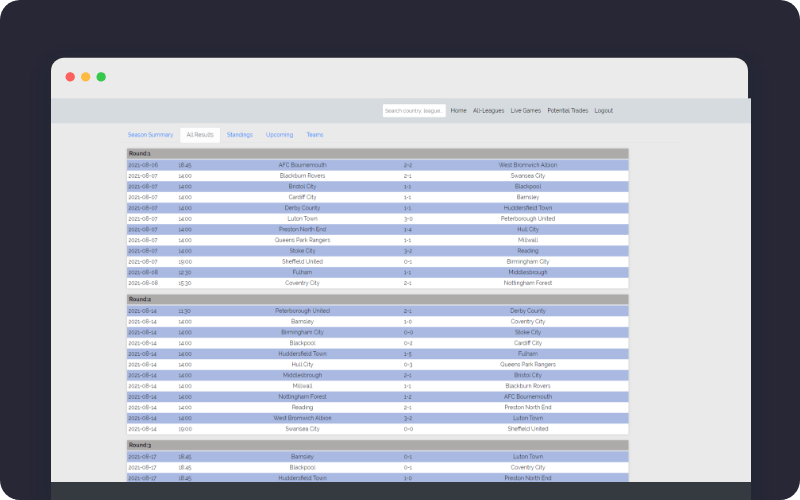 Search country, league...
Home
All-Leagues
Live Games
Potential Trades
Logout
Season Summary
All Results
Standings
Upcoming
Teams
Round:1
2021-08-06 18:45 AFC Bournemouth 2-2 West Bromwich Albion
2021-08-07 14:00 Blackburn Rovers 2-1 Swansea City
2021-08-07 14:00 Bristol City 1-1 Blackpool
2021-08-07 14:00 Cardiff City 1-1 Barnsley
2021-08-07 14:00 Derby County 1-1 Huddersfield Town
2021-08-07 14:00 Luton Town 3-0 Peterborough United
2021-08-07 14:00 Preston North End 1-4 Hull City
2021-08-07 14:00 Queens Park Rangers 1-1 Millwall
2021-08-07 14:00 Stoke City 3-2 Reading
2021-08-07 19:00 Sheffield United 0-1 Birmingham City
2021-08-08 12:30 Fulham 1-1 Middlesbrough
2021-08-08 15:30 Coventry City 2-1 Nottingham Forest
Round:2
2021-08-14 11:30 Peterborough United 2-1 Derby County
2021-08-14 14:00 Barnsley 1-0 Coventry City
2021-08-14 14:00 Birmingham City 0-0 Stoke City
2021-08-14 14:00 Blackpool 0-2 Cardiff City
2021-08-14 14:00 Huddersfield Town 1-5 Fulham
2021-08-14 14:00 Hull City 0-3 Queens Park Rangers
2021-08-14 14:00 Middlesbrough 2-1 Bristol City
2021-08-14 14:00 Millwall 1-1 Blackburn Rovers
2021-08-14 14:00 Nottingham Forest 1-2 AFC Bournemouth
2021-08-14 14:00 Reading 2-1 Preston North End
2021-08-14 14:00 West Bromwich Albion 3-2 Luton Town
2021-08-14 19:00 Swansea City 0-0 Sheffield United
Round:3
2021-08-17 18:45 Barnsley 0-1 Luton Town
2021-08-17 18:45 Blackpool 0-1 Coventry City
2021-08-17 18:45 Huddersfield Town 1-0 Preston North End